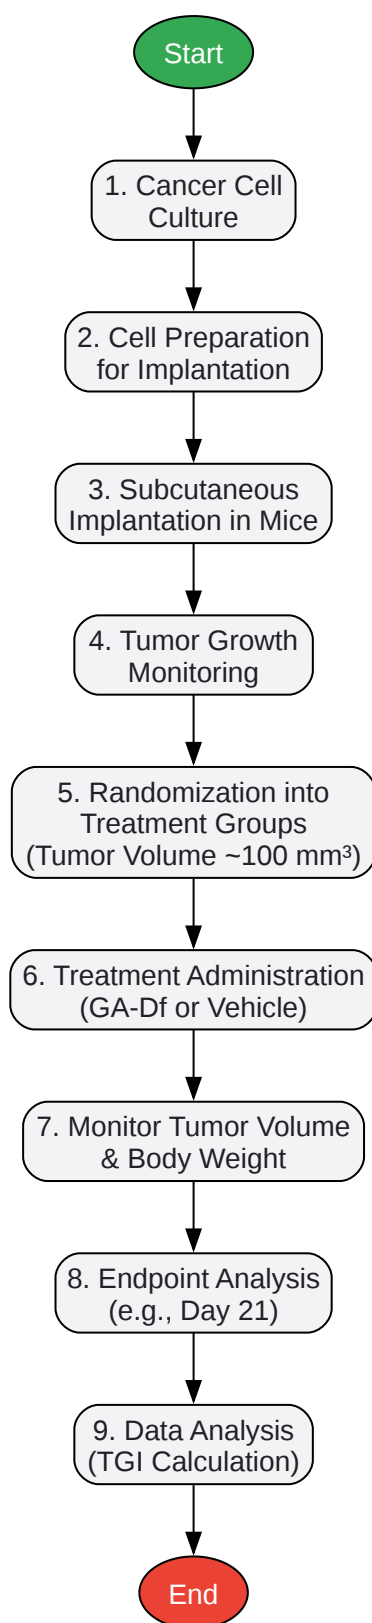 Start
1. Cancer Cell
Culture
2. Cell Preparation
for Implantation
3. Subcutaneous
Implantation in Mice
4. Tumor Growth
Monitoring
5. Randomization into
Treatment Groups
(Tumor Volume ~100 mm³)
6. Treatment Administration
(GA-Df or Vehicle)
7. Monitor Tumor Volume
& Body Weight
8. Endpoint Analysis
(e.g., Day 21)
9. Data Analysis
(TGI Calculation)
End